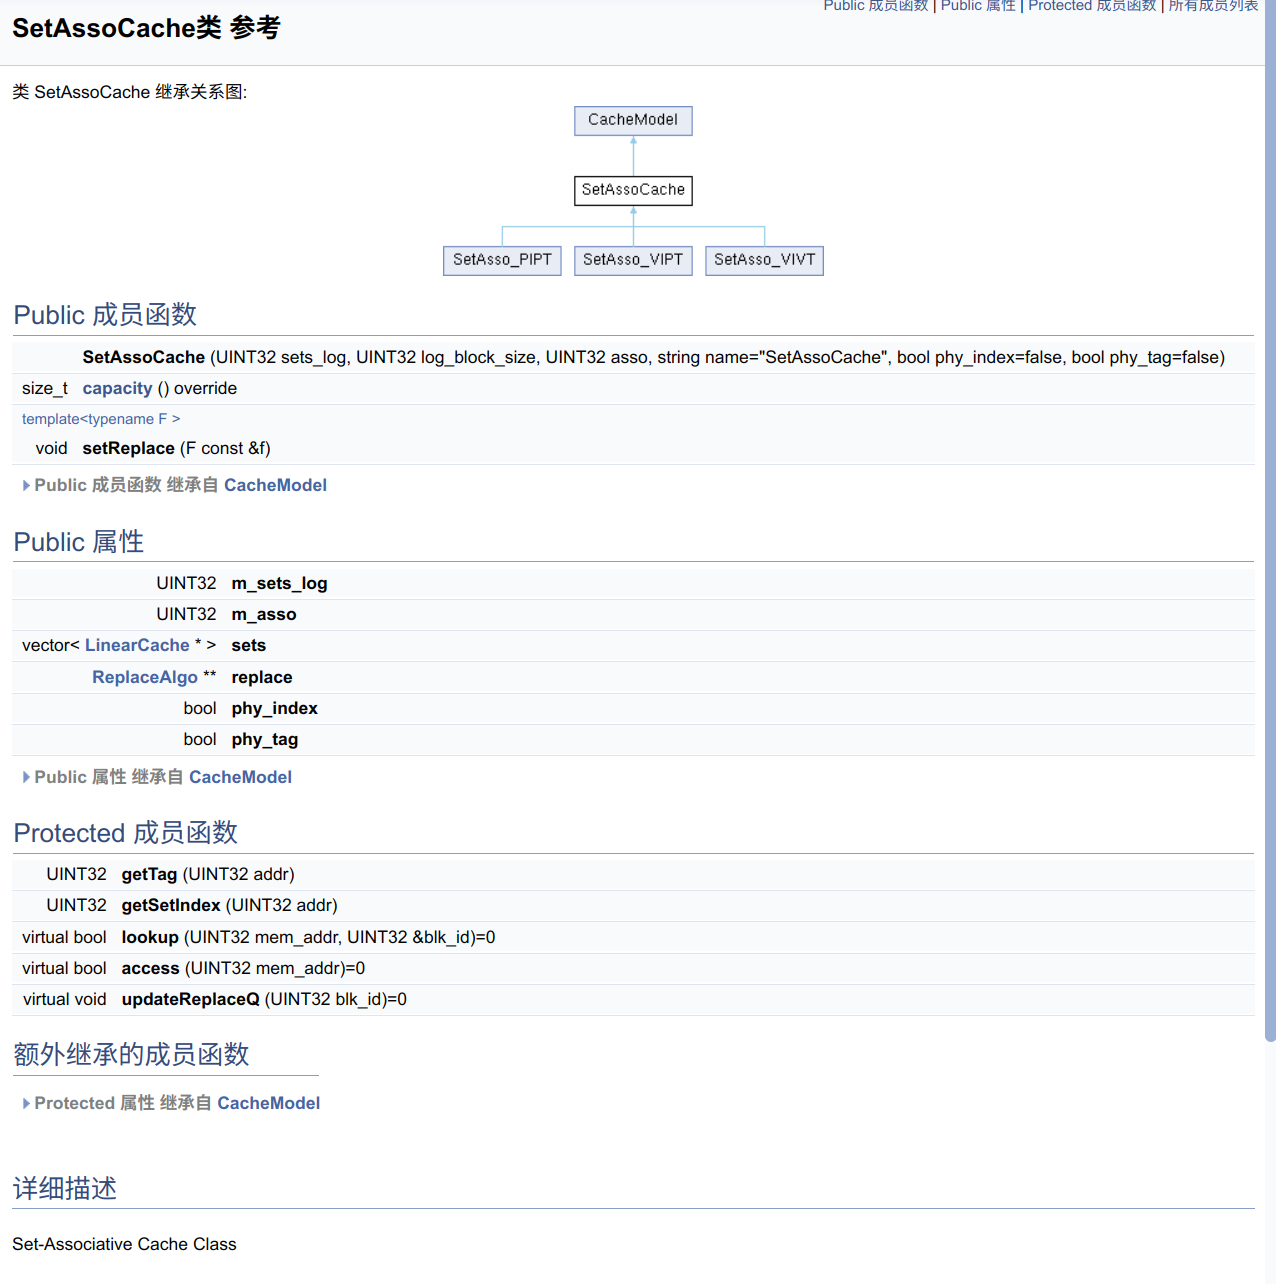 Public 成员函数 | Public 属性 | Protected 成员函数 | 所有成员列表
SetAssoCache类 参考
类 SetAssoCache 继承关系图:
CacheModel
SetAssoCache
SetAsso_PIPT SetAsso_VIPT SetAsso_VIVT
Public 成员函数
SetAssoCache (UINT32 sets_log, UINT32 log_block_size, UINT32 asso, string name="SetAssoCache", bool phy_index=false, bool phy_tag=false)
size_t capacity () override
template<typename F >
void setReplace (F const &f)
Public 成员函数 继承自 CacheModel
Public 属性
UINT32 m_sets_log
UINT32 m_asso
vector< LinearCache * > sets
ReplaceAlgo ** replace
bool phy_index
bool phy_tag
Public 属性 继承自 CacheModel
Protected 成员函数
UINT32 getTag (UINT32 addr)
UINT32 getSetIndex (UINT32 addr)
virtual bool lookup (UINT32 mem_addr, UINT32 &blk_id)=0
virtual bool access (UINT32 mem_addr)=0
virtual void updateReplaceQ (UINT32 blk_id)=0
额外继承的成员函数
Protected 属性 继承自 CacheModel
详细描述
Set-Associative Cache Class